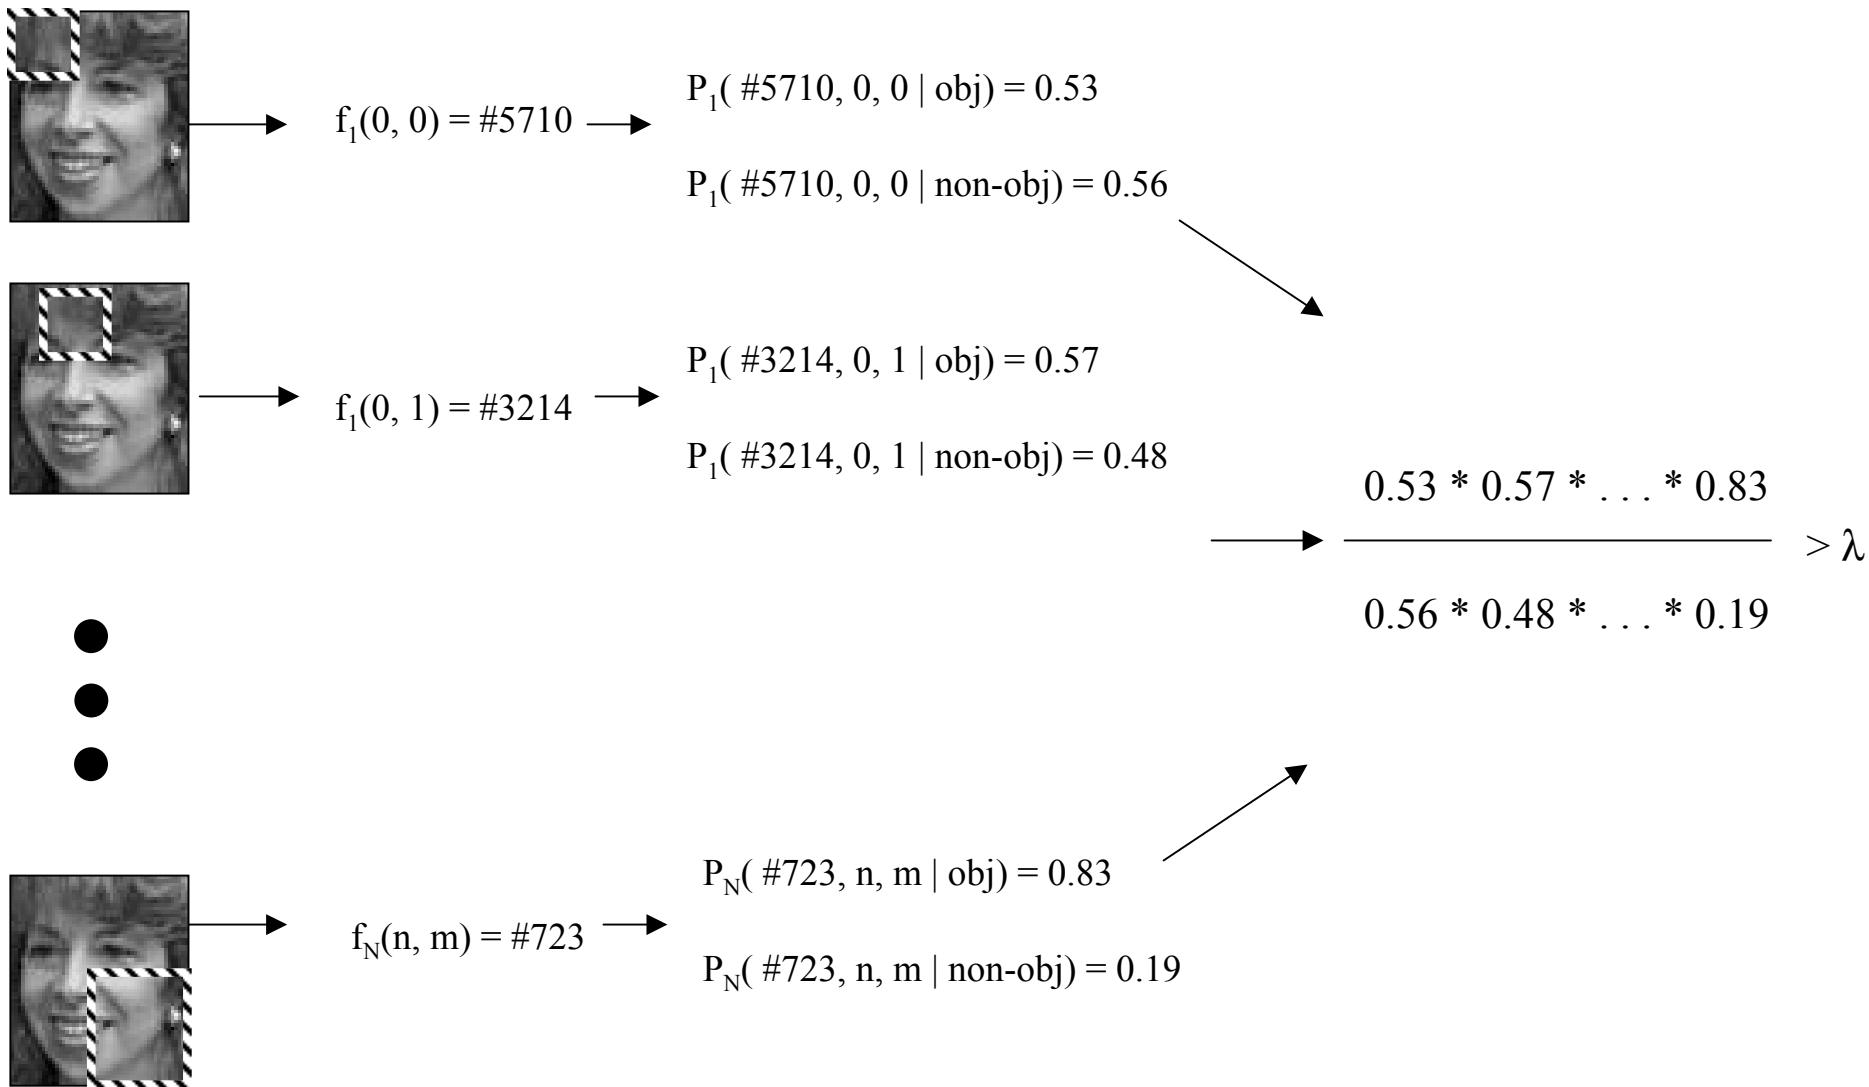 P₁( #5710, 0, 0 | obj) = 0.53
f₁(0, 0) = #5710
P₁( #5710, 0, 0 | non-obj) = 0.56
P₁( #3214, 0, 1 | obj) = 0.57
f₁(0, 1) = #3214
P₁( #3214, 0, 1 | non-obj) = 0.48
0.53 * 0.57 * . . . * 0.83
> λ
0.56 * 0.48 * . . . * 0.19
P_N( #723, n, m | obj) = 0.83
f_N(n, m) = #723
P_N( #723, n, m | non-obj) = 0.19